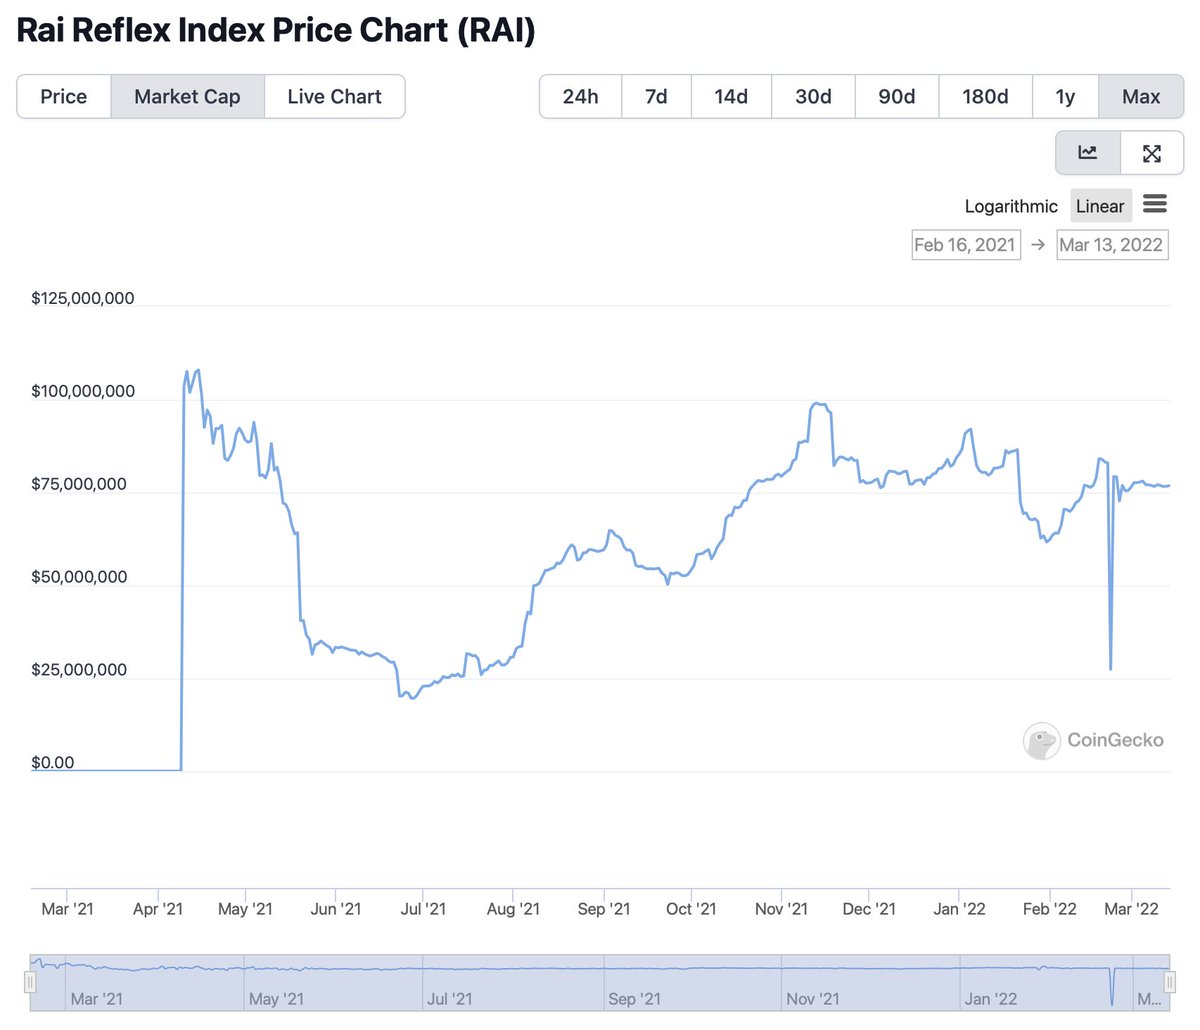 Rai Reflex Index Price Chart (RAI)
Price Market Cap Live Chart 24h 7d 14d 30d 90d 180d 1y Max
Logarithmic Linear
Feb 16, 2021 → Mar 13, 2022
$125,000,000
$100,000,000
$75,000,000
$50,000,000
$25,000,000
CoinGecko
$0.00
Mar '21 Apr '21 May '21 Jun '21 Jul '21 Aug '21 Sep '21 Oct '21 Nov '21 Dec '21 Jan '22 Feb '22 Mar '22
Mar '21 May '21 Jul '21 Sep '21 Nov '21 Jan '22 M...